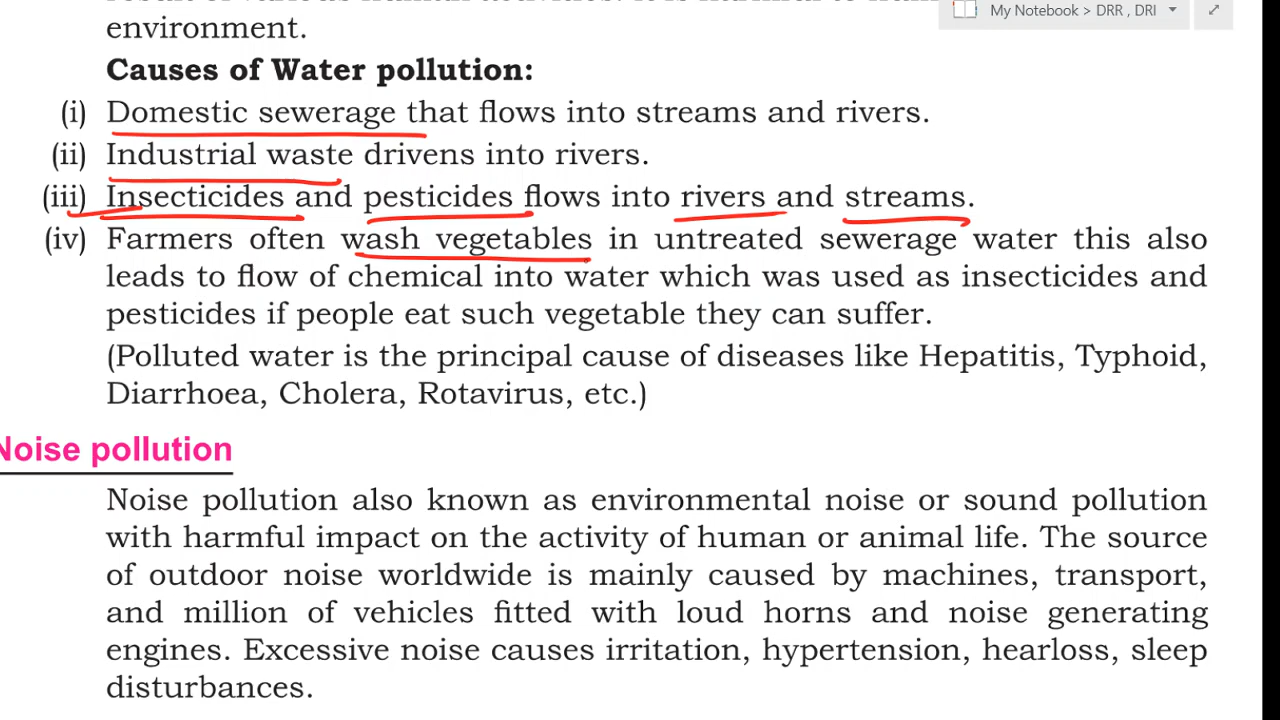 environment.
My Notebook > DRR , DRI
Causes of Water pollution:
(i) Domestic sewerage that flows into streams and rivers.
(ii) Industrial waste drivens into rivers.
(iii) Insecticides and pesticides flows into rivers and streams.
(iv) Farmers often wash vegetables in untreated sewerage water this also
leads to flow of chemical into water which was used as insecticides and
pesticides if people eat such vegetable they can suffer.
(Polluted water is the principal cause of diseases like Hepatitis, Typhoid,
Diarrhoea, Cholera, Rotavirus, etc.)
Noise pollution
Noise pollution also known as environmental noise or sound pollution
with harmful impact on the activity of human or animal life. The source
of outdoor noise worldwide is mainly caused by machines, transport,
and million of vehicles fitted with loud horns and noise generating
engines. Excessive noise causes irritation, hypertension, hearloss, sleep
disturbances.